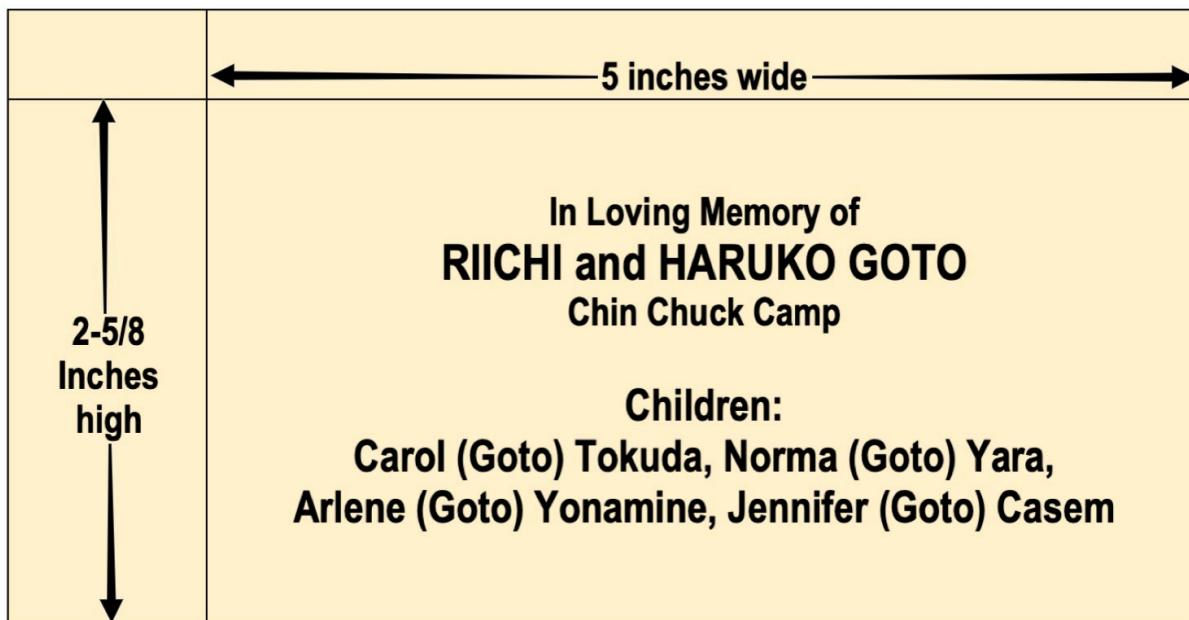 5 inches wide
2-5/8
Inches
high
In Loving Memory of
RIICHI and HARUKO GOTO
Chin Chuck Camp
Children:
Carol (Goto) Tokuda, Norma (Goto) Yara,
Arlene (Goto) Yonamine, Jennifer (Goto) Casem